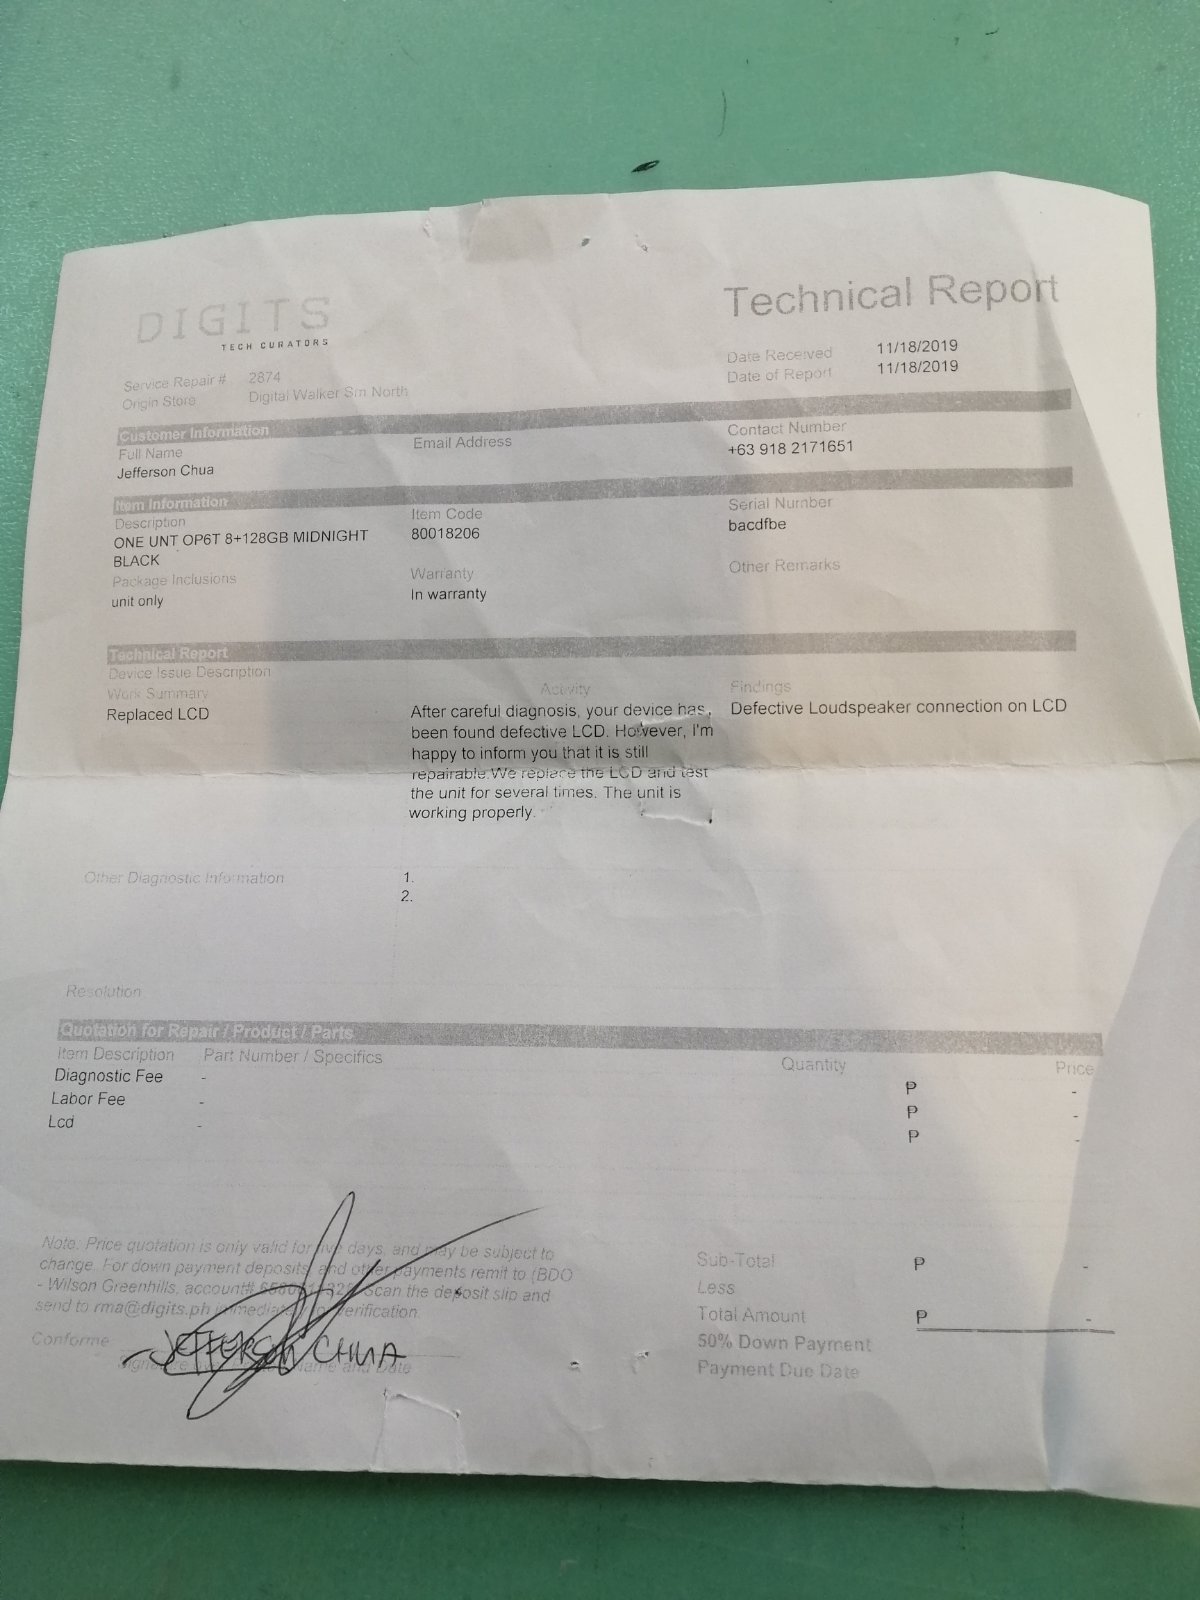 DIGITS
TECH CURATORS
Technical Report
Date Received 11/18/2019
Date of Report 11/18/2019
Service Repair # 2874
Origin Store Digital Walker Sm North
Customer Information
Full Name Email Address Contact Number
Jefferson Chua +63 918 2171651
Item Information
Description Item Code Serial Number
ONE UNT OP6T 8+128GB MIDNIGHT 80018206 bacdfbe
BLACK
Package Inclusions Warranty Other Remarks
unit only In warranty
Technical Report
Device Issue Description
Work Summary Activity Findings
Replaced LCD After careful diagnosis, your device has Defective Loudspeaker connection on LCD
been found defective LCD. However, I'm
happy to inform you that it is still
repairable.We replace the LCD and test
the unit for several times. The unit is
working properly.
Other Diagnostic Information 1.
2.
Resolution
Quotation for Repair / Product / Parts
Item Description Part Number / Specifics Quantity Price
Diagnostic Fee - ₱ -
Labor Fee - ₱ -
Lcd - ₱ -
Note: Price quotation is only valid for five days, and may be subject to
change. For down payment deposits, and other payments remit to (BDO
- Wilson Greenhills, account# Scan the deposit slip and
send to rma@digits.ph immediately for verification.
Sub-Total ₱ -
Less
Total Amount ₱ -
50% Down Payment
Payment Due Date
Conforme JEFFERSON CHUA
and Date